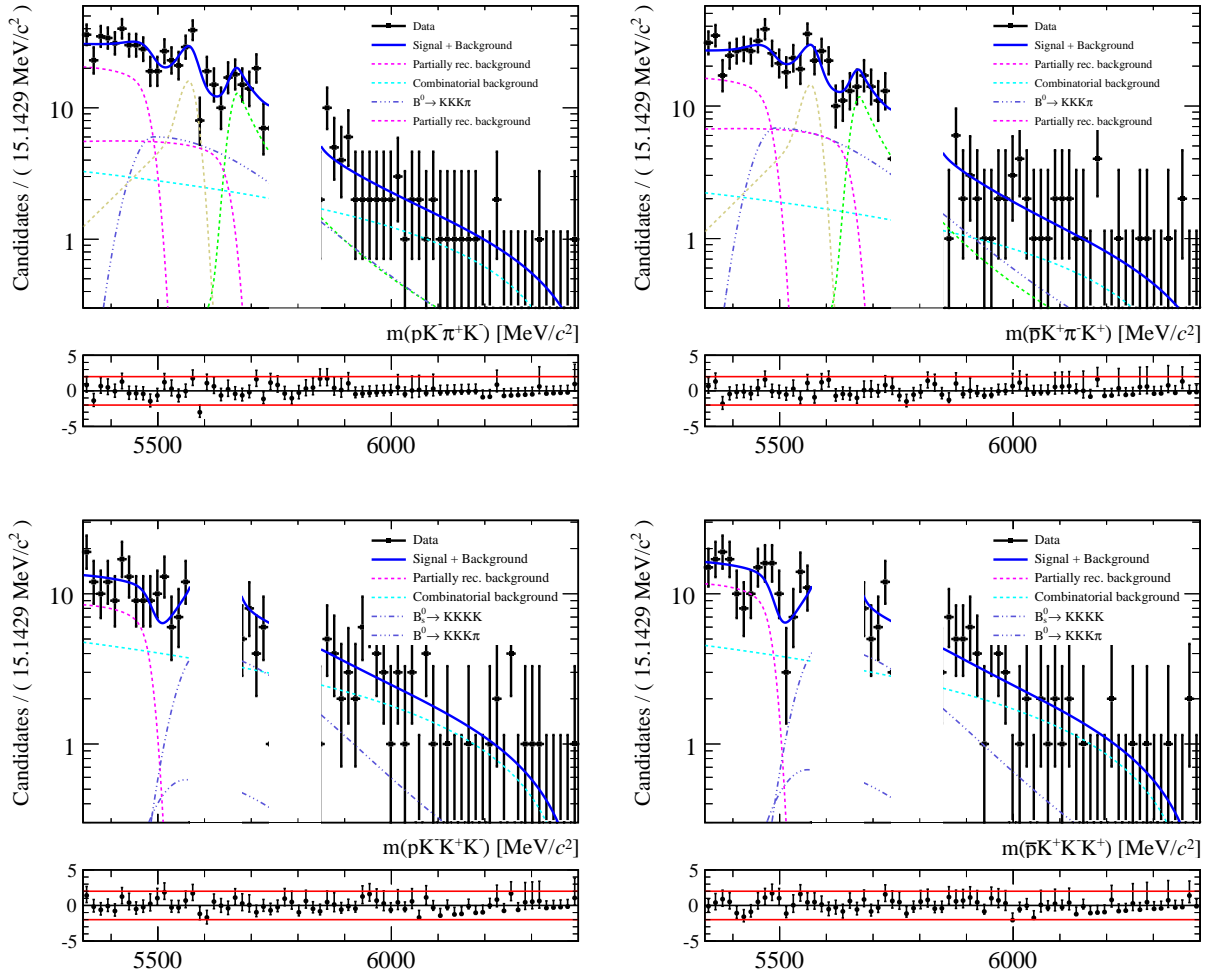 Candidates / ( 15.1429 MeV/c²)
10
1
Data
Signal + Background
Partially rec. background
Combinatorial background
B⁰→ KKKπ
Partially rec. background
m(pK⁻π⁺K⁻) [MeV/c²]
5
0
-5
5500
6000
Candidates / ( 15.1429 MeV/c²)
10
1
Data
Signal + Background
Partially rec. background
Combinatorial background
B⁰→ KKKπ
Partially rec. background
m(p̅K⁺π⁻K⁺) [MeV/c²]
5
0
-5
5500
6000
Candidates / ( 15.1429 MeV/c²)
10
1
Data
Signal + Background
Partially rec. background
Combinatorial background
Bₛ⁰→ KKKK
B⁰→ KKKπ
m(pK⁻K⁺K⁻) [MeV/c²]
5
0
-5
5500
6000
Candidates / ( 15.1429 MeV/c²)
10
1
Data
Signal + Background
Partially rec. background
Combinatorial background
Bₛ⁰→ KKKK
B⁰→ KKKπ
m(p̅K⁺K⁻K⁺) [MeV/c²]
5
0
-5
5500
6000